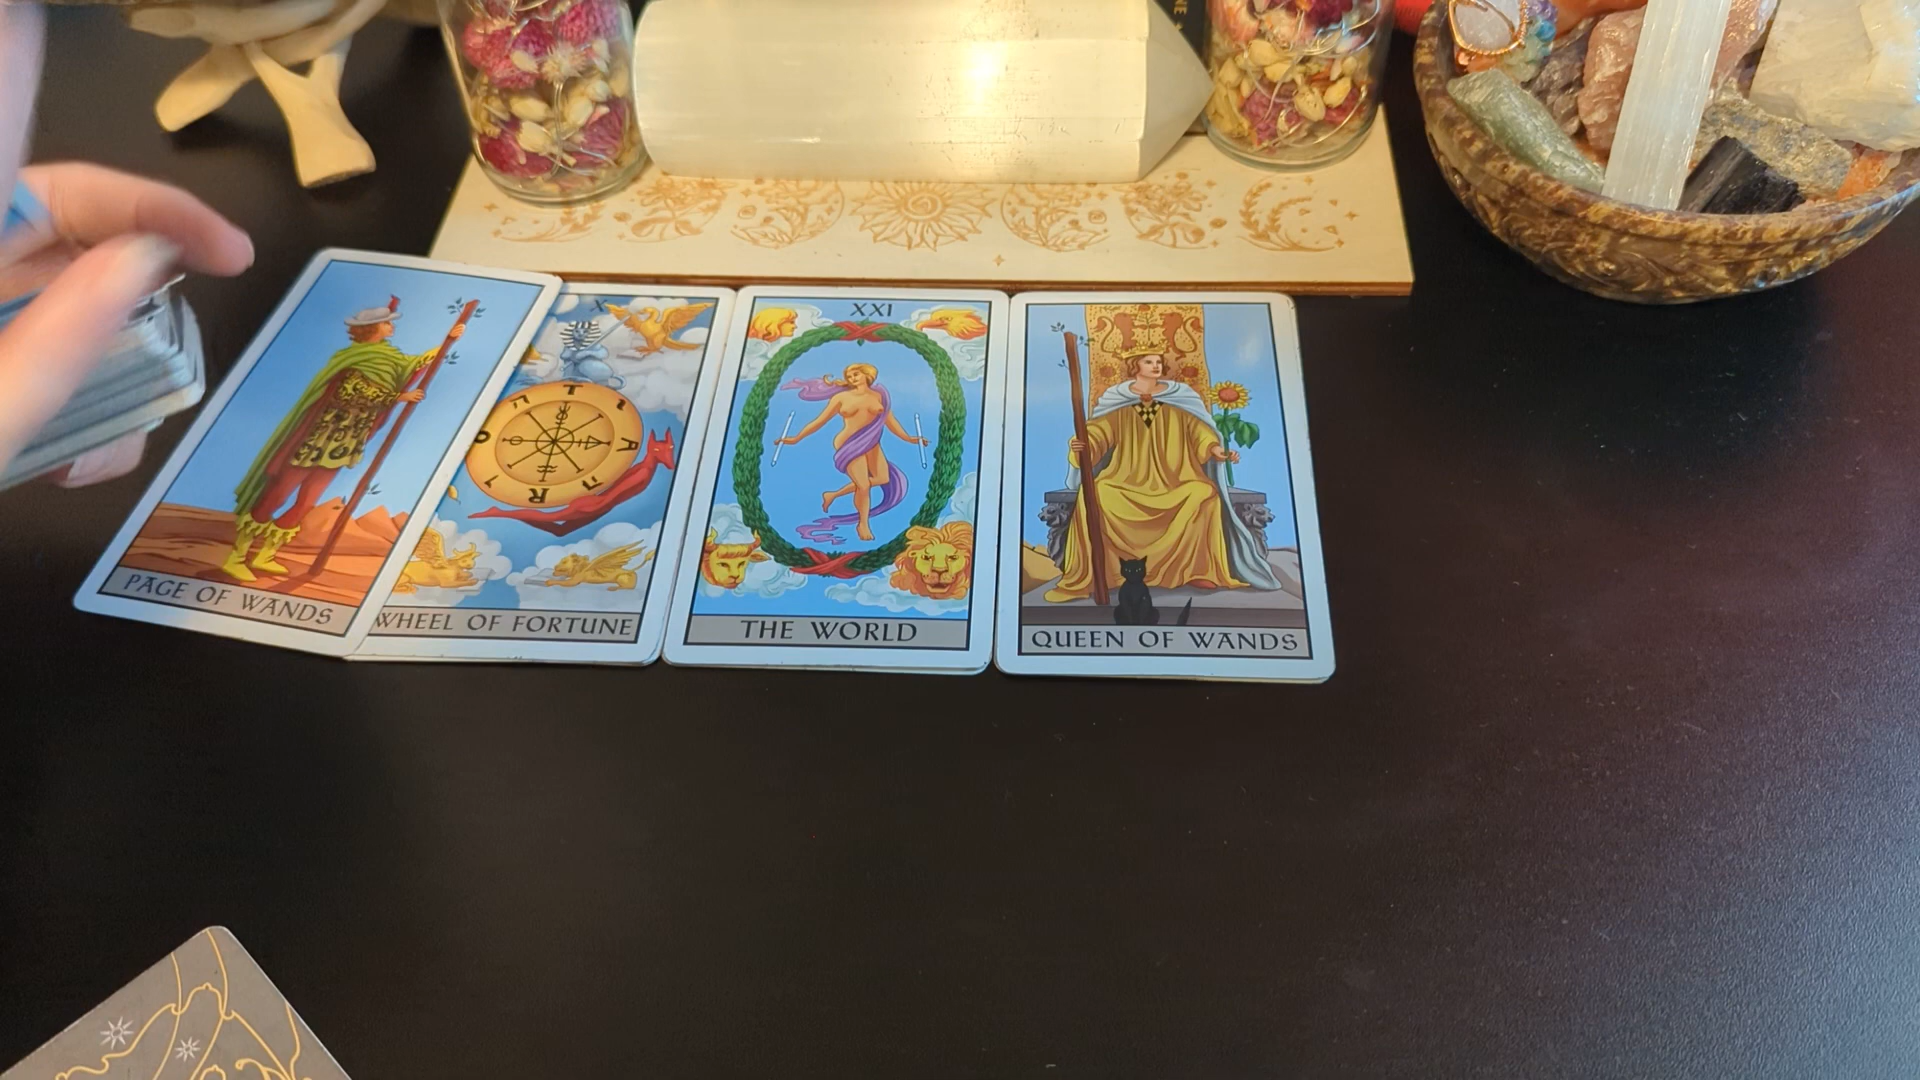 PAGE OF WANDS
X
WHEEL OF FORTUNE
XXI
THE WORLD
QUEEN OF WANDS